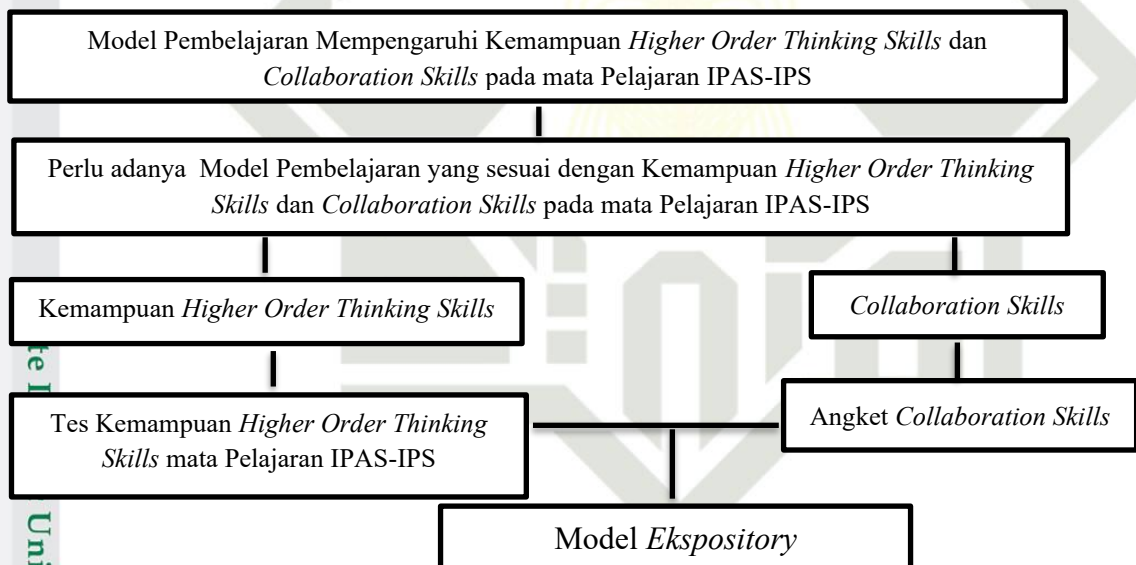 Model Pembelajaran Mempengaruhi Kemampuan Higher Order Thinking Skills dan
Collaboration Skills pada mata Pelajaran IPAS-IPS
Perlu adanya Model Pembelajaran yang sesuai dengan Kemampuan Higher Order Thinking
Skills dan Collaboration Skills pada mata Pelajaran IPAS-IPS
Kemampuan Higher Order Thinking Skills
Collaboration Skills
Tes Kemampuan Higher Order Thinking
Skills mata Pelajaran IPAS-IPS
Angket Collaboration Skills
Model Ekspository